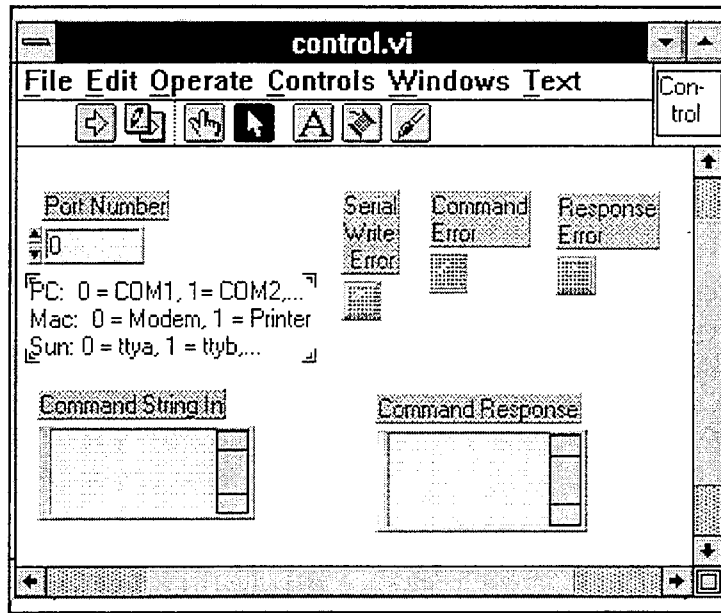 control.vi
File Edit Operate Controls Windows Text
Con-
trol
A
Port Number
0
PC: 0 = COM1, 1= COM2,...
Mac: 0 = Modem, 1 = Printer
Sun: 0 = ttya, 1 = ttyb,...
Serial
Write
Error
Command
Error
Response
Error
Command String In
Command Response